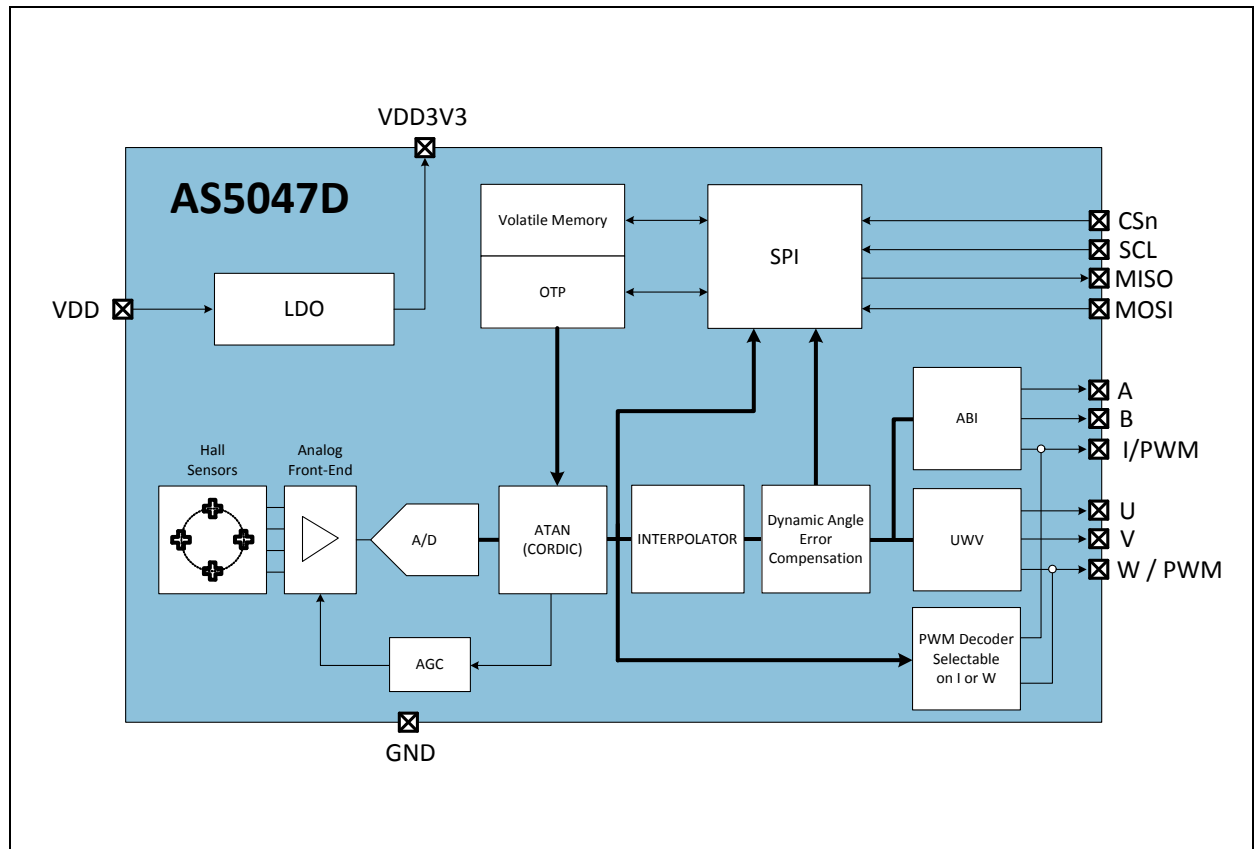 VDD3V3
AS5047D
Volatile Memory
OTP
SPI
CSn
SCL
MISO
MOSI
VDD
LDO
A
B
I/PWM
ABI
Hall
Sensors
Analog
Front-End
A/D
ATAN
(CORDIC)
INTERPOLATOR
Dynamic Angle
Error
Compensation
UWV
U
V
W / PWM
AGC
PWM Decoder
Selectable
on I or W
GND